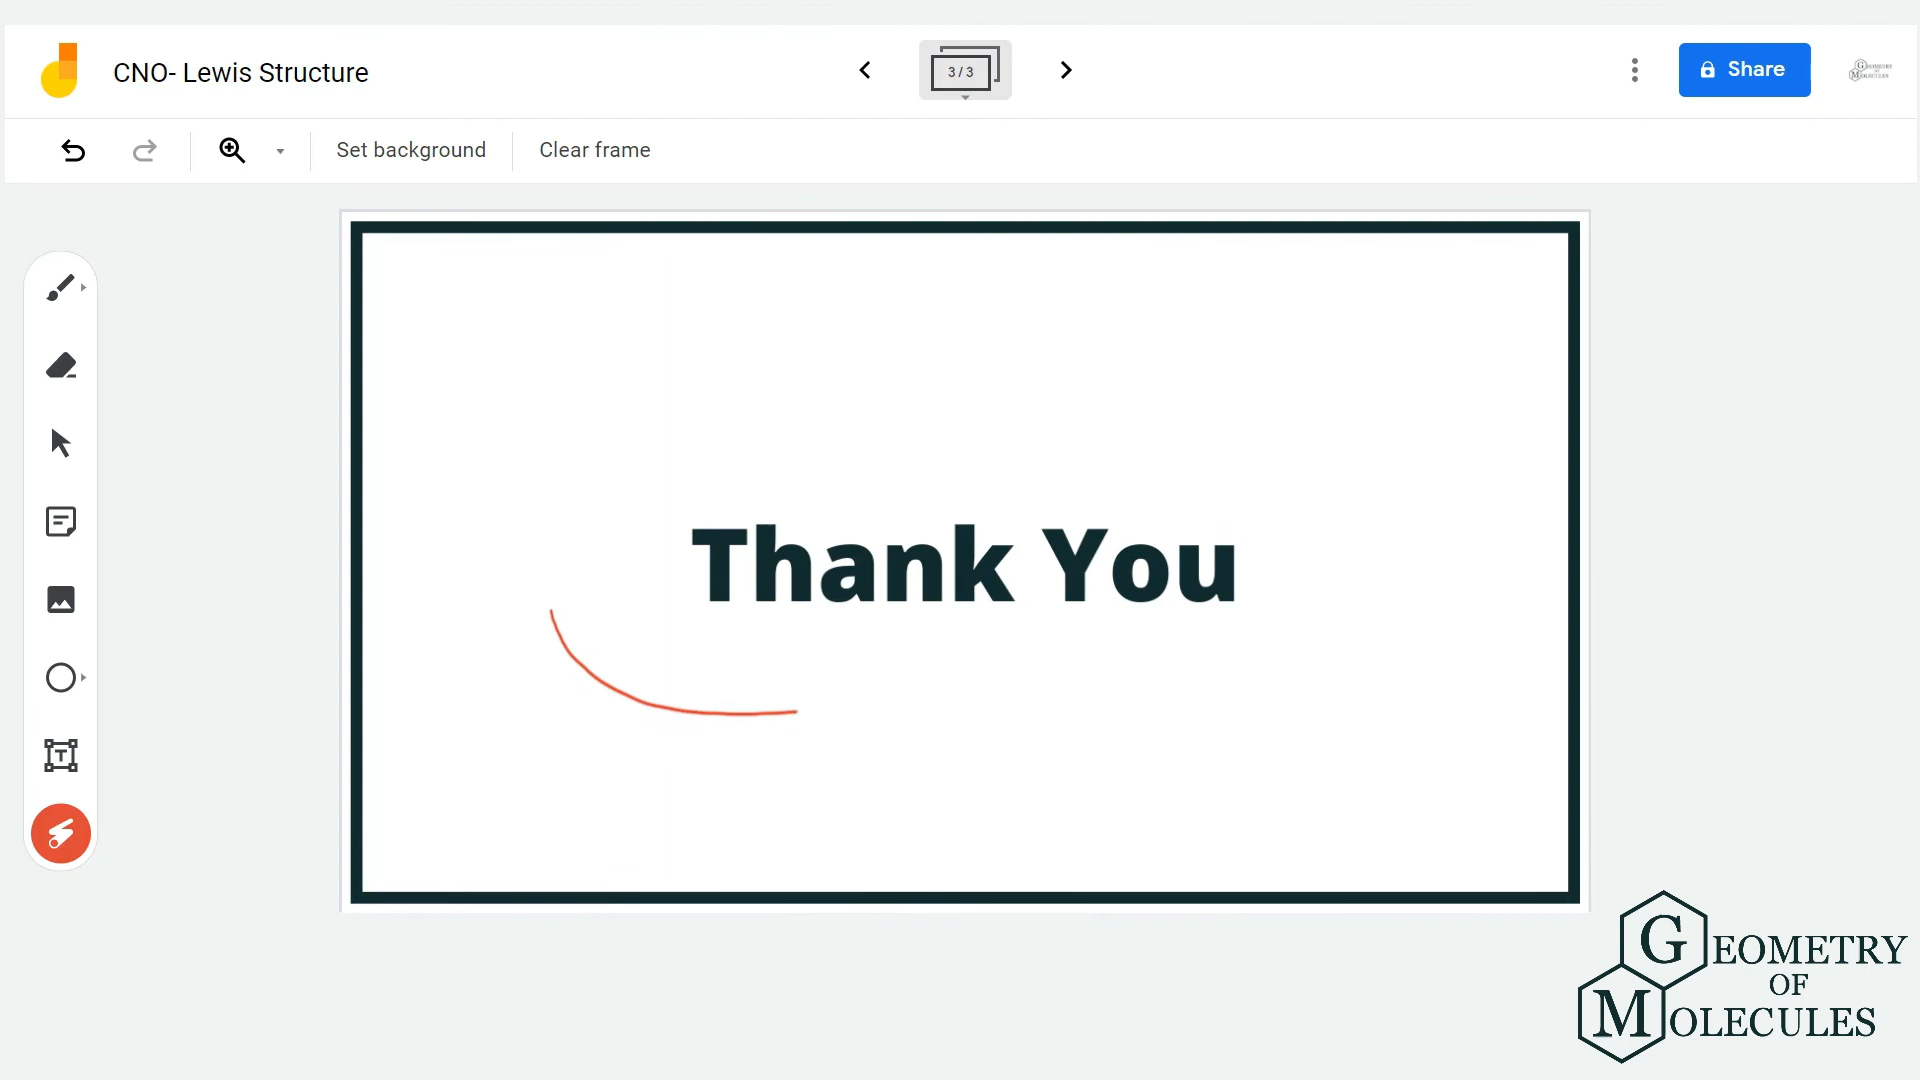 CNO- Lewis Structure
3 / 3
Share
Set background
Clear frame
Thank You
GEOMETRY
OF
MOLECULES